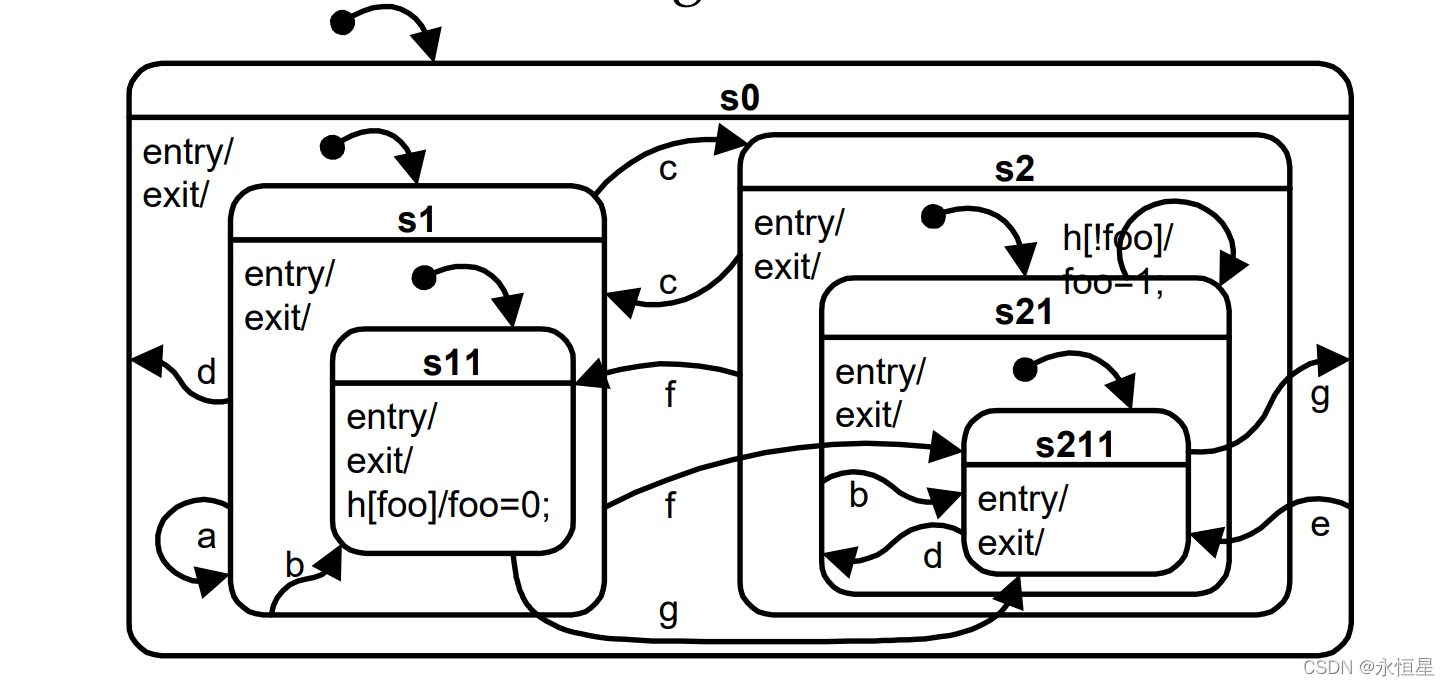 s0
entry/
exit/
s1
entry/
exit/
s11
entry/
exit/
h[foo]/foo=0;
c
c
d
a
b
f
f
g
s2
entry/
exit/
h[!foo]/
foo=1;
s21
entry/
exit/
s211
entry/
exit/
b
d
g
e
CSDN @永恒星